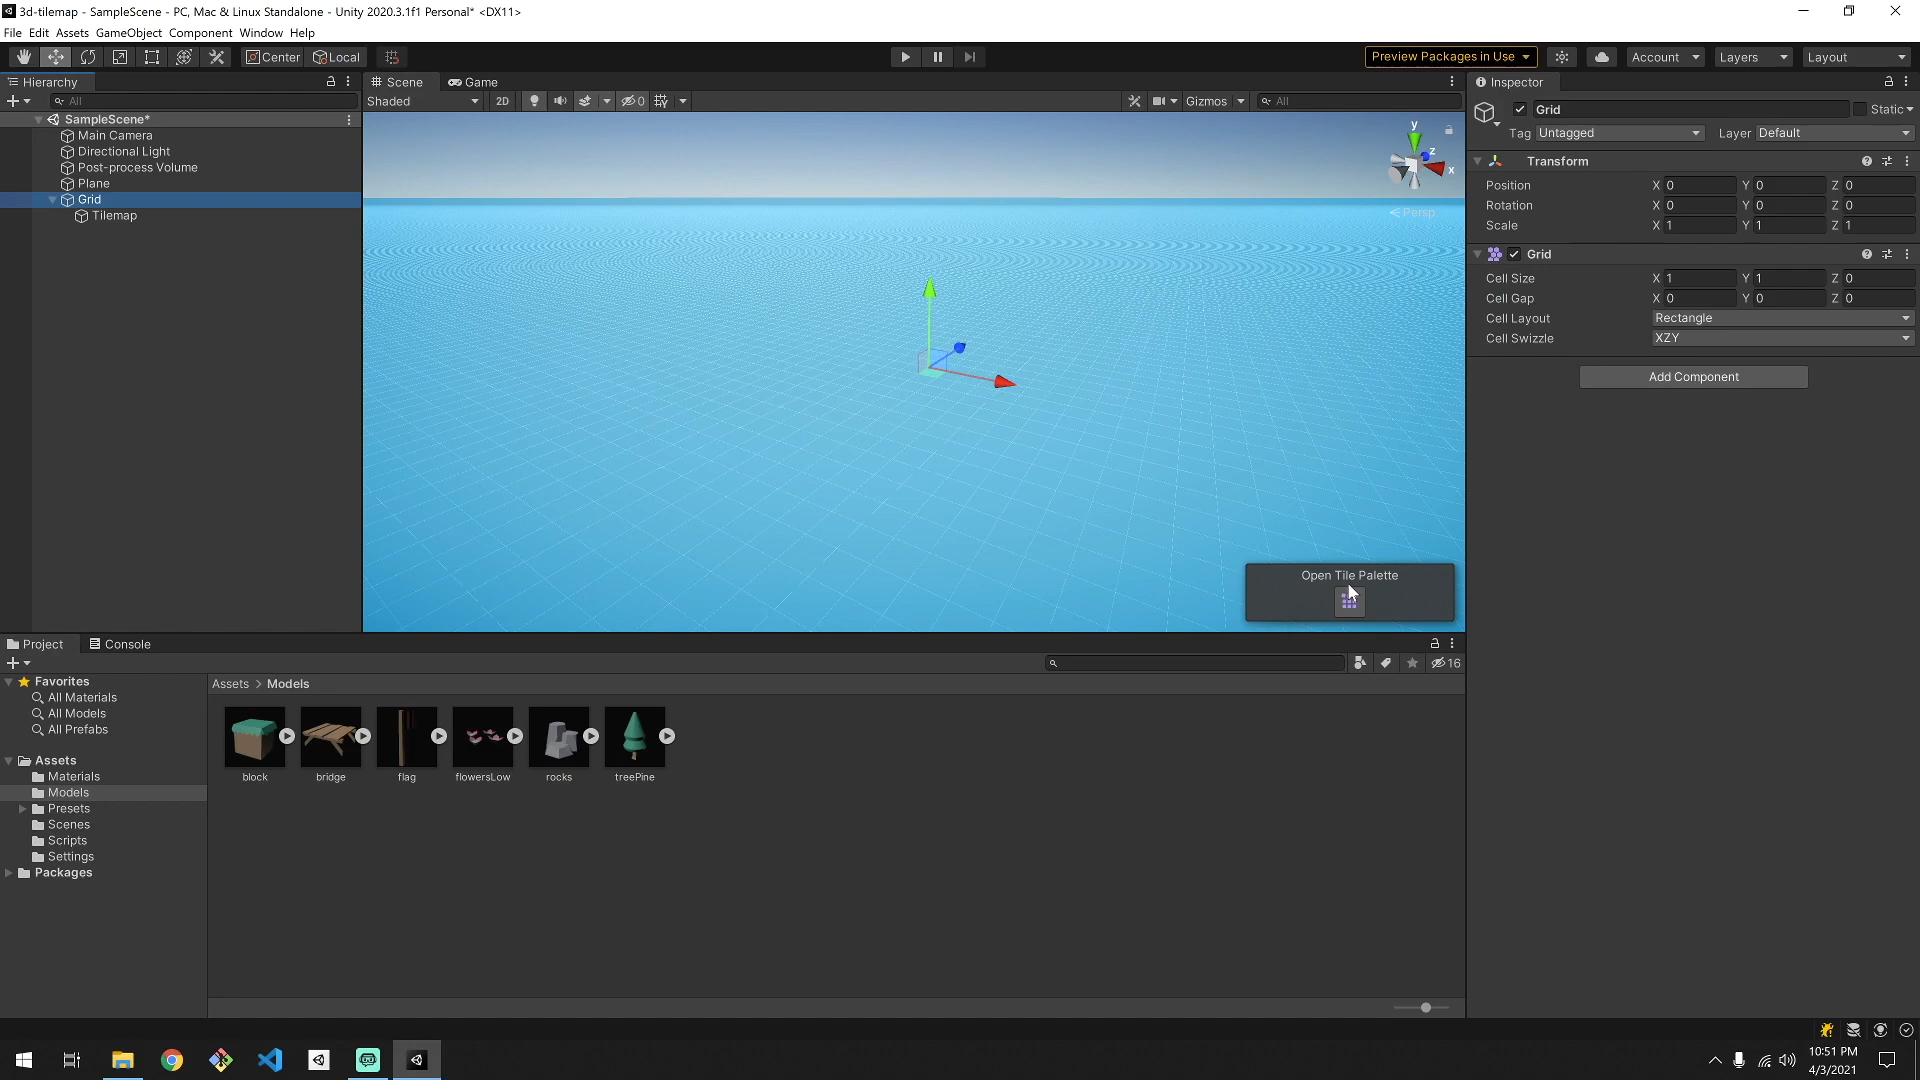 3d-tilemap - SampleScene - PC, Mac & Linux Standalone - Unity 2020.3.1f1 Personal* <DX11>
File Edit Assets GameObject Component Window Help
Center Local
Preview Packages in Use
Account Layers Layout
Hierarchy
All
SampleScene*
Main Camera
Directional Light
Post-process Volume
Plane
Grid
Tilemap
Scene Game
Shaded 2D 0 Gizmos All
y
z
x
Persp
Open Tile Palette
Inspector
Grid Static
Tag Untagged Layer Default
Transform
Position X 0 Y 0 Z 0
Rotation X 0 Y 0 Z 0
Scale X 1 Y 1 Z 1
Grid
Cell Size X 1 Y 1 Z 0
Cell Gap X 0 Y 0 Z 0
Cell Layout Rectangle
Cell Swizzle XZY
Add Component
Project Console
16
Favorites
All Materials
All Models
All Prefabs
Assets
Materials
Models
Presets
Scenes
Scripts
Settings
Packages
Assets > Models
block bridge flag flowersLow rocks treePine
10:51 PM
4/3/2021